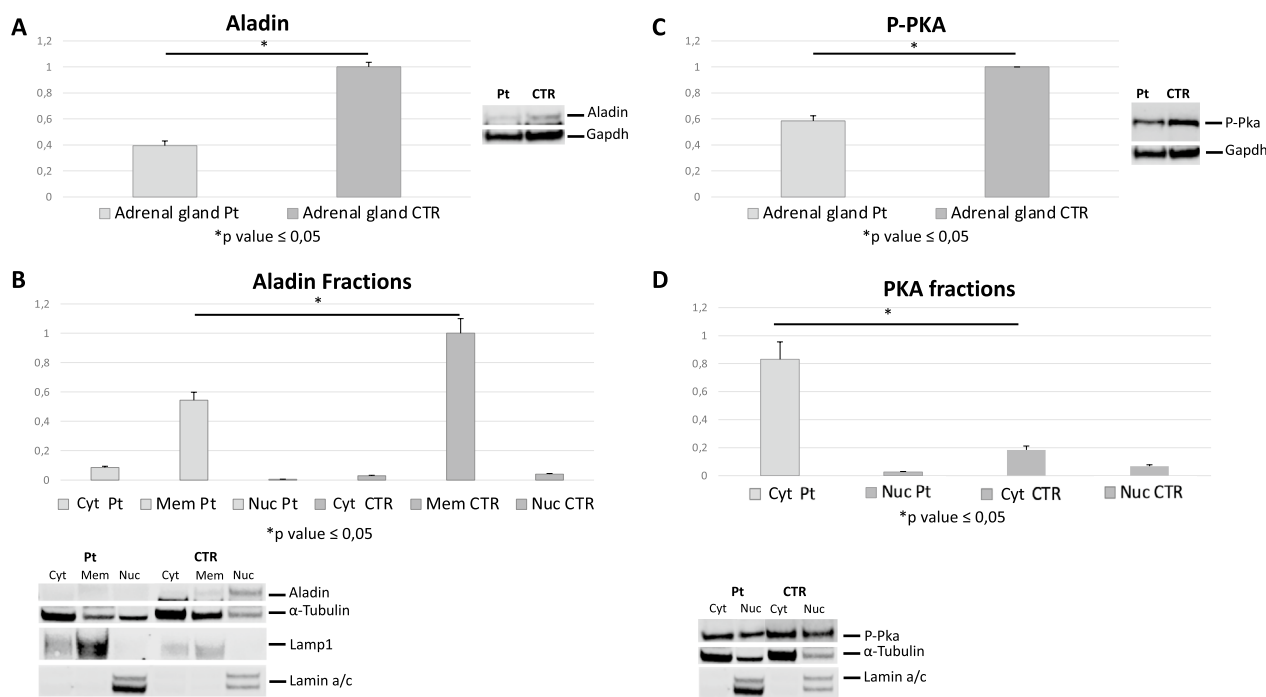 A
Aladin
1,2
1
0,8
0,6
0,4
0,2
0
*
Adrenal gland Pt
Adrenal gland CTR
*p value ≤ 0,05
Pt CTR
Aladin
Gapdh
C
P-PKA
1,2
1
0,8
0,6
0,4
0,2
0
*
Adrenal gland Pt
Adrenal gland CTR
*p value ≤ 0,05
Pt CTR
P-Pka
Gapdh
B
Aladin Fractions
1,2
1
0,8
0,6
0,4
0,2
0
*
Cyt Pt
Mem Pt
Nuc Pt
Cyt CTR
Mem CTR
Nuc CTR
*p value ≤ 0,05
Pt CTR
Cyt Mem Nuc Cyt Mem Nuc
Aladin
α-Tubulin
Lamp1
Lamin a/c
D
PKA fractions
1,2
1
0,8
0,6
0,4
0,2
0
*
Cyt Pt
Nuc Pt
Cyt CTR
Nuc CTR
*p value ≤ 0,05
Pt CTR
Cyt Nuc Cyt Nuc
P-Pka
α-Tubulin
Lamin a/c